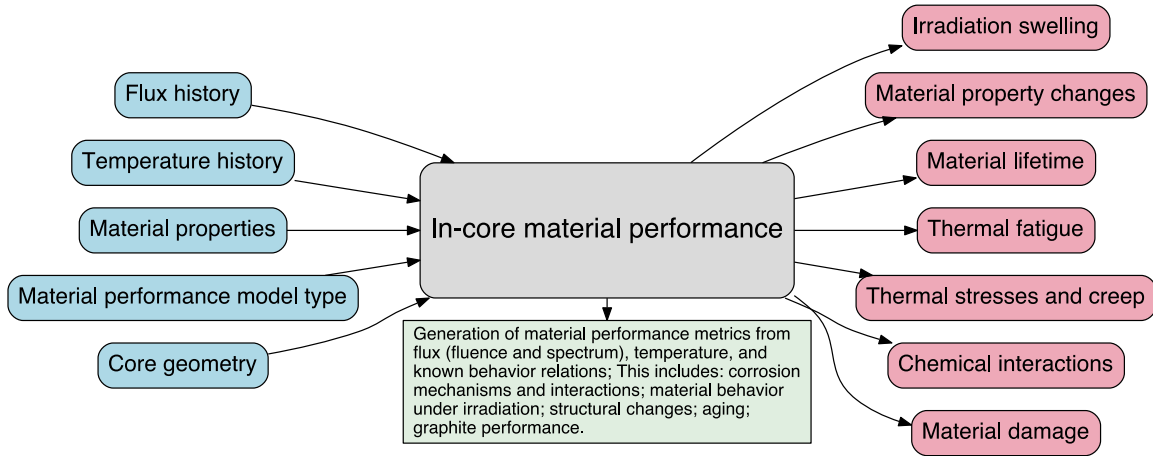 Flux history
Temperature history
Material properties
Material performance model type
Core geometry
In-core material performance
Generation of material performance metrics from
flux (fluence and spectrum), temperature, and
known behavior relations; This includes: corrosion
mechanisms and interactions; material behavior
under irradiation; structural changes; aging;
graphite performance.
Irradiation swelling
Material property changes
Material lifetime
Thermal fatigue
Thermal stresses and creep
Chemical interactions
Material damage